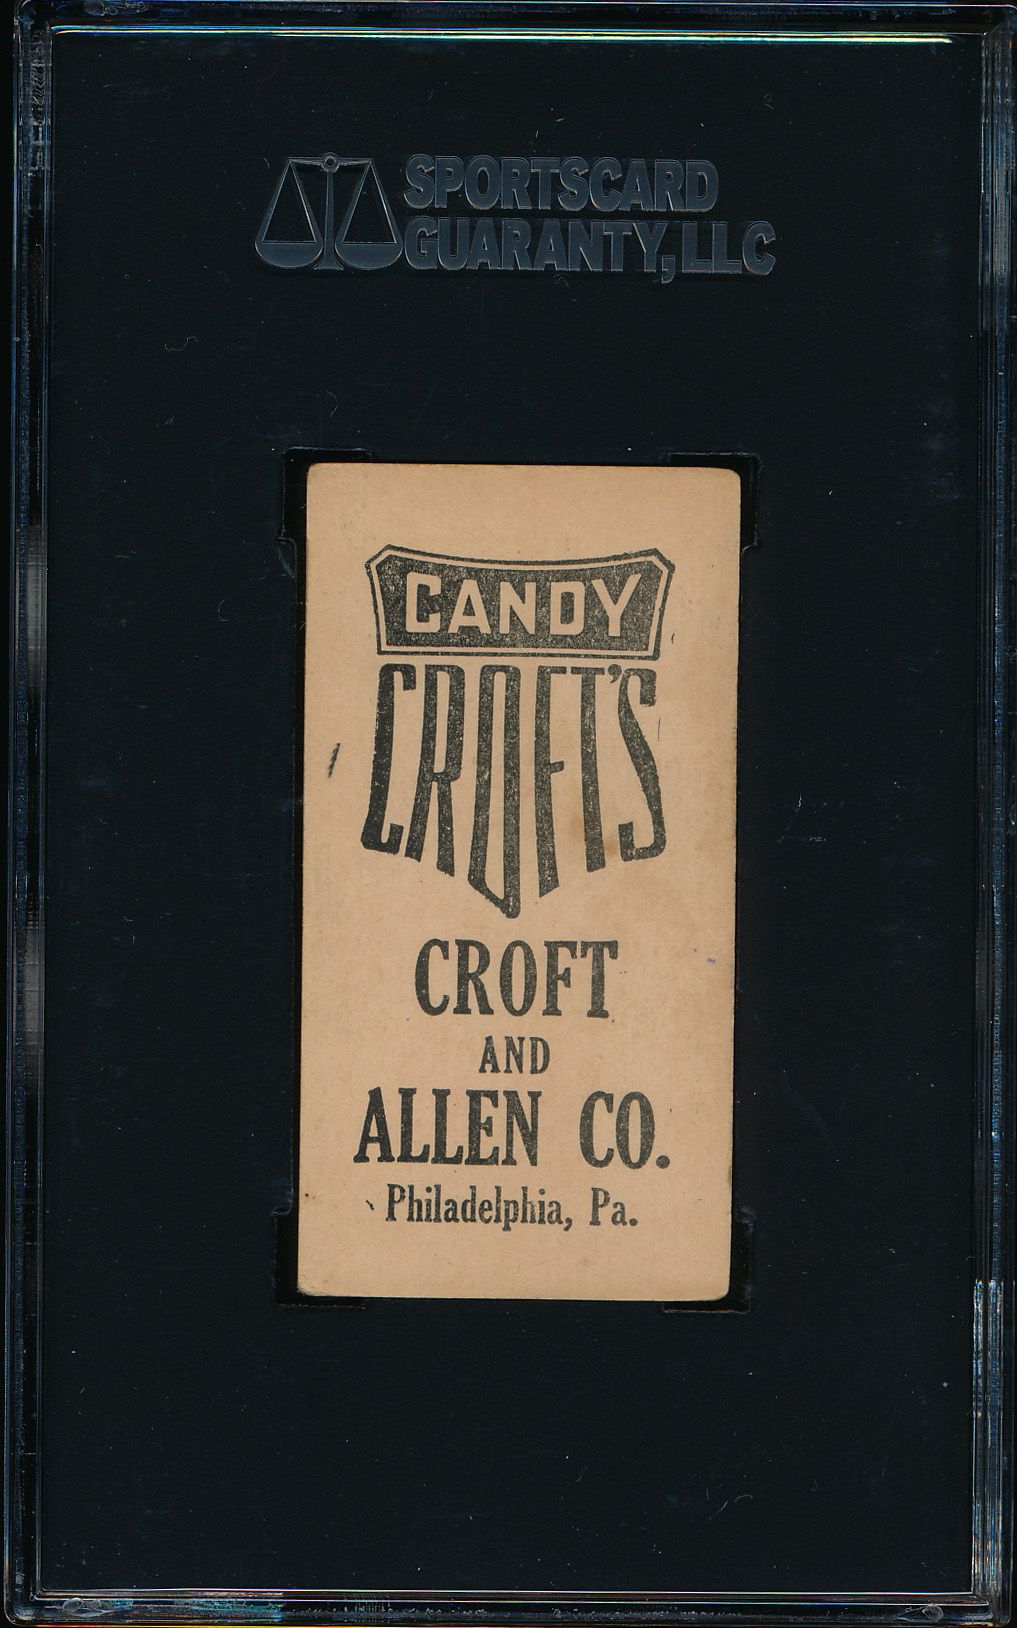 SPORTSCARD
GUARANTY, LLC
CANDY
CROFT'S
CROFT
AND
ALLEN CO.
Philadelphia, Pa.